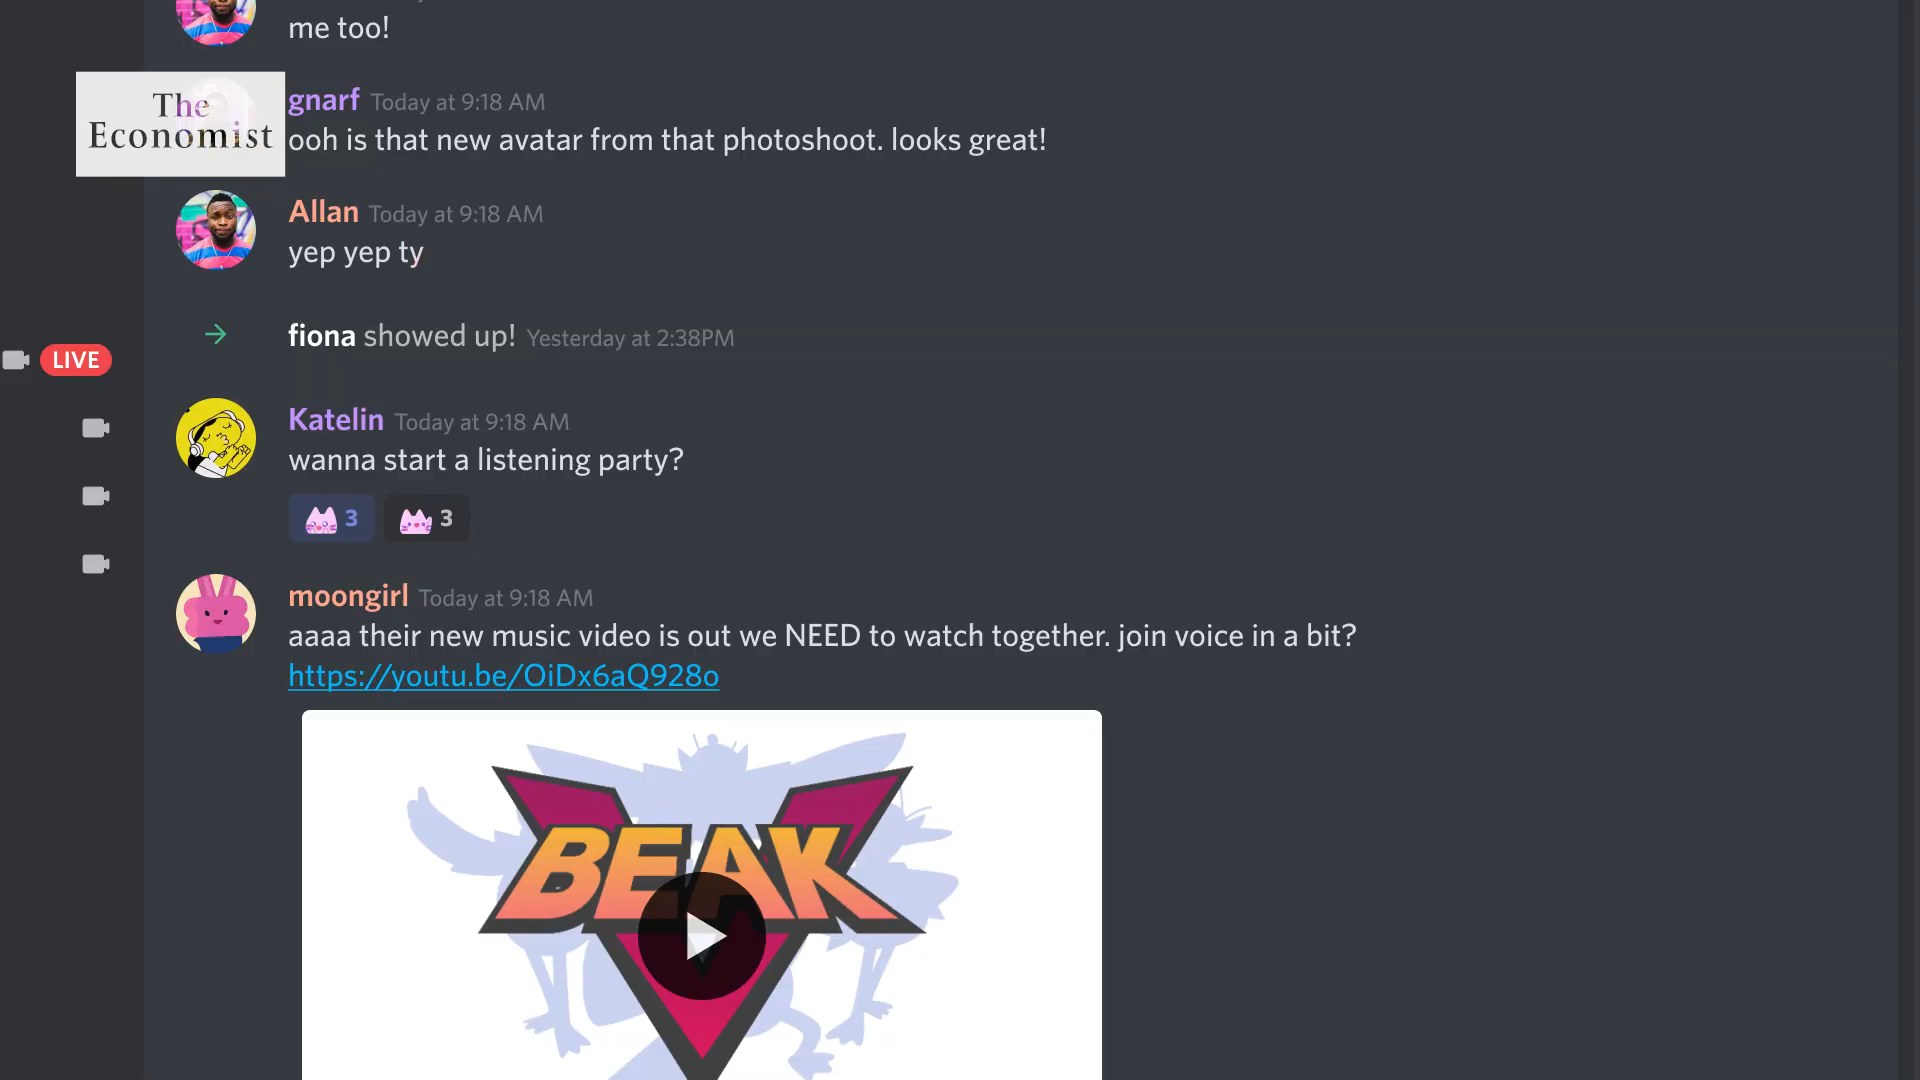 me too!
The
Economist
gnarf Today at 9:18 AM
ooh is that new avatar from that photoshoot. looks great!
Allan Today at 9:18 AM
yep yep ty
fiona showed up! Yesterday at 2:38PM
LIVE
Katelin Today at 9:18 AM
wanna start a listening party?
3 3
moongirl Today at 9:18 AM
aaaa their new music video is out we NEED to watch together. join voice in a bit?
https://youtu.be/OiDx6aQ928o
BEAK